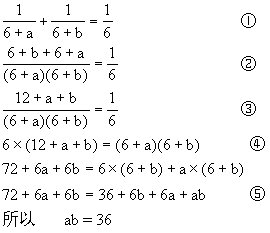 1/(6+a) + 1/(6+b) = 1/6 ①
(6+b+6+a)/((6+a)(6+b)) = 1/6 ②
(12+a+b)/((6+a)(6+b)) = 1/6 ③
6×(12+a+b) = (6+a)(6+b) ④
72+6a+6b = 6×(6+b)+a×(6+b)
72+6a+6b = 36+6b+6a+ab ⑤
所以 ab=36